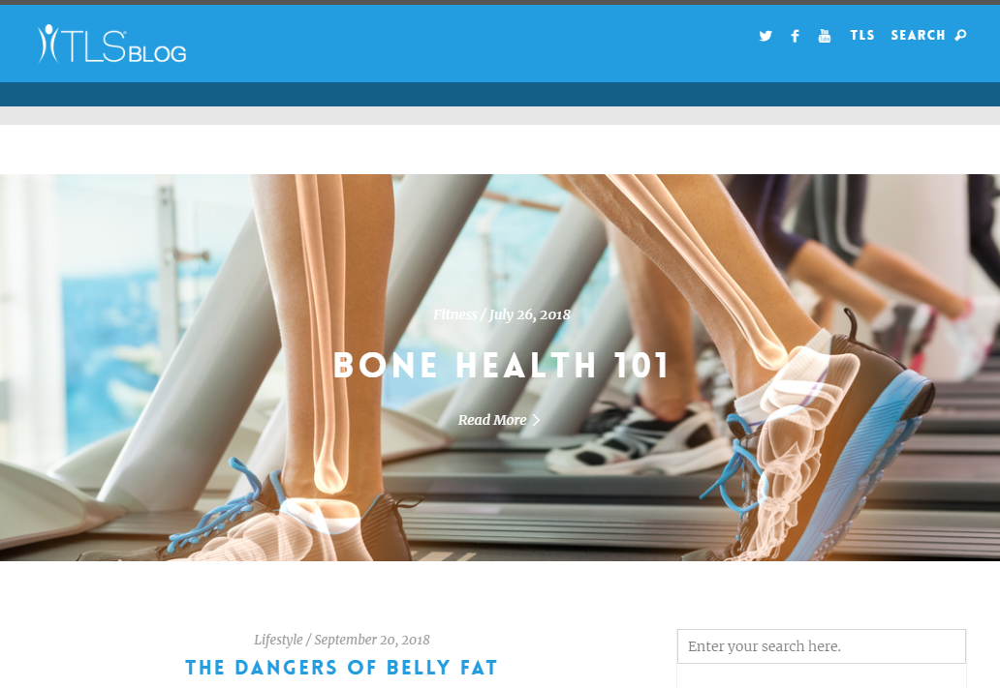 TLS BLOG
TLS SEARCH
Fitness / July 26, 2018
BONE HEALTH 101
Read More
Lifestyle / September 20, 2018
THE DANGERS OF BELLY FAT
Enter your search here.